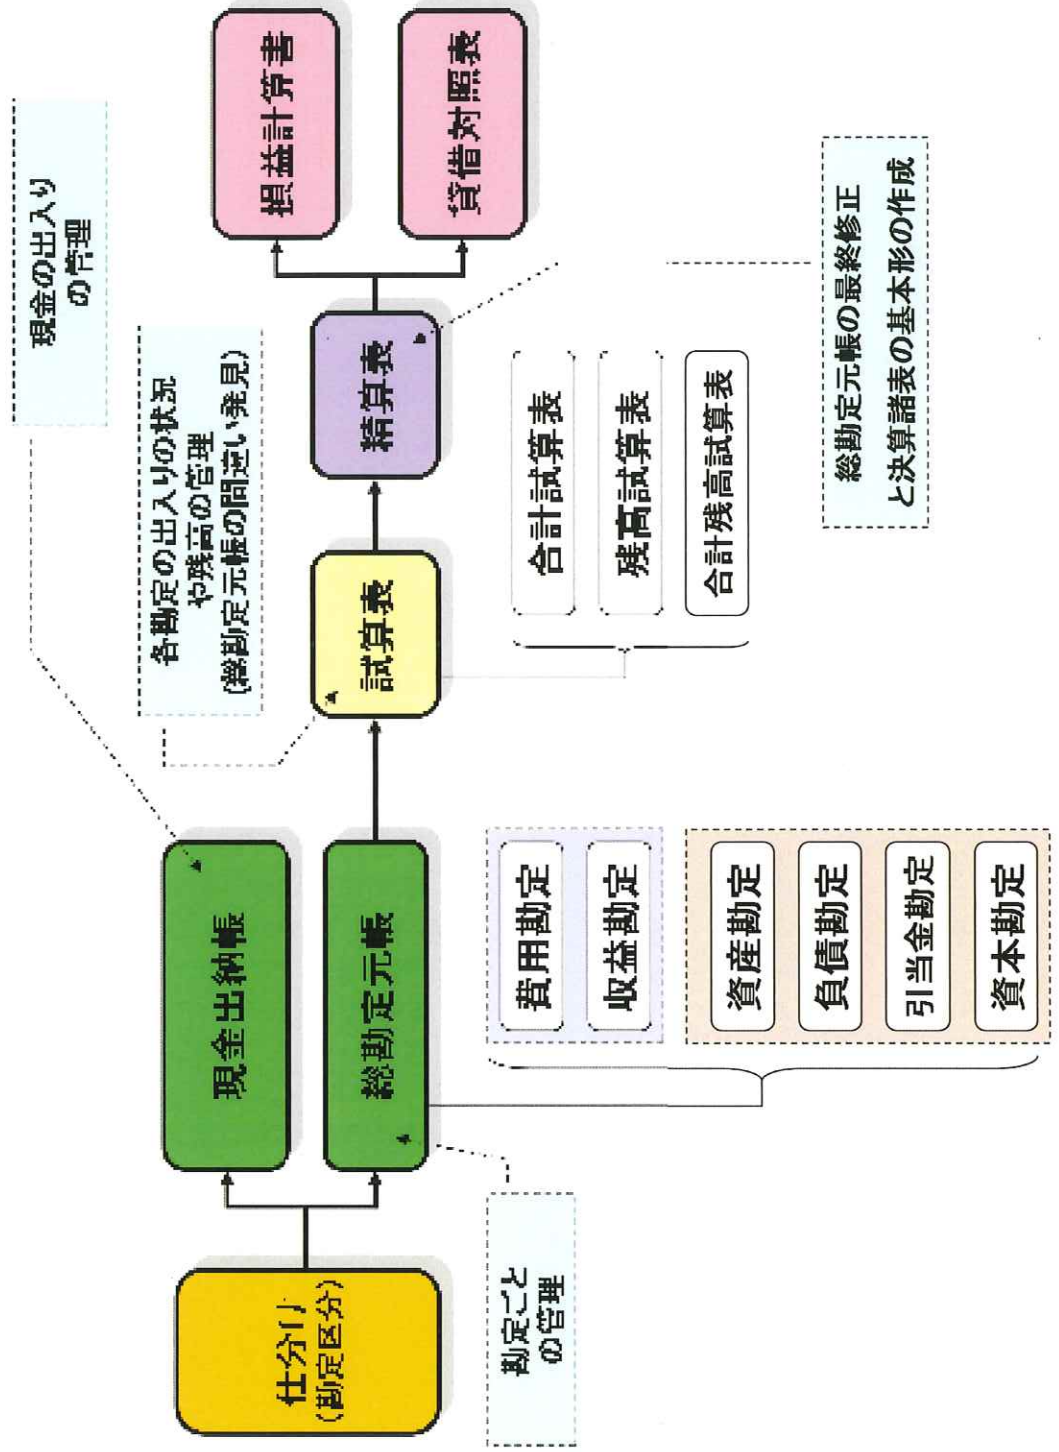 仕分け
(勘定区分)
現金出納帳
総勘定元帳
勘定ごと
の管理
費用勘定
収益勘定
資産勘定
負債勘定
引当金勘定
資本勘定
現金の出入り
の管理
各勘定の出入りの状況
や残高の管理
(総勘定元帳の間違い発見)
試算表
合計試算表
残高試算表
合計残高試算表
精算表
総勘定元帳の最終修正
と決算諸表の基本形の作成
損益計算書
貸借対照表